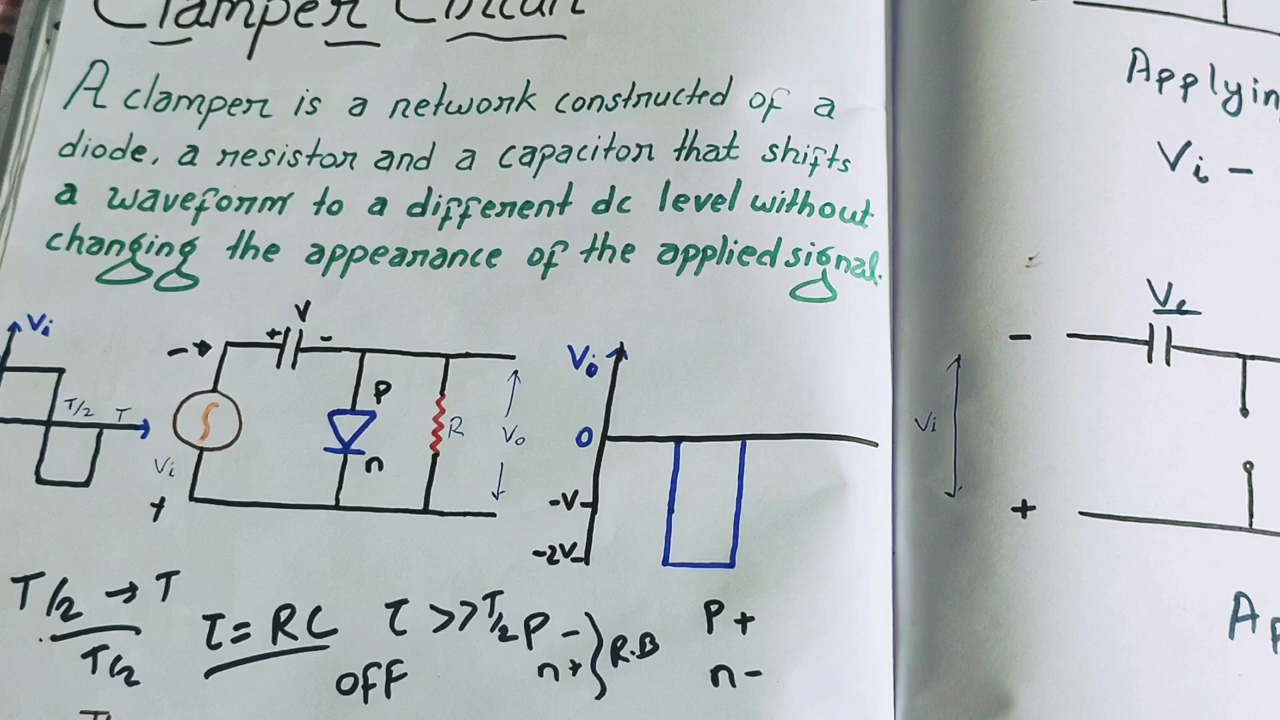 Clamper Circuit
A clamper is a network constructed of a
diode, a resistor and a capacitor that shifts
a waveform to a different dc level without
changing the appearance of the applied signal.
Vi
T/2 T
V
+ -
- →
P
n
R
Vo
Vi
+
Vo
0
-V
-2V
T/2 → T
T/2
τ = RC τ >> T/2
OFF
P -
n +
R.B
P +
n -
Applyin
Vi -
Vc
-
Vi
+
Ap